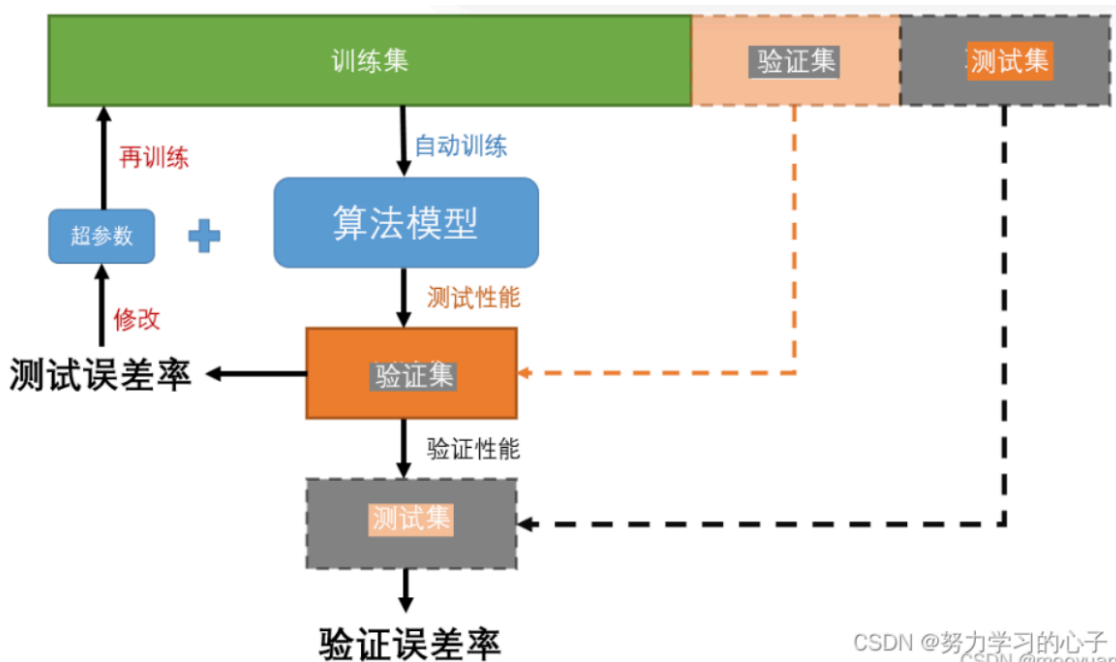 训练集
验证集
测试集
自动训练
再训练
算法模型
超参数
测试性能
修改
测试误差率
验证集
验证性能
测试集
验证误差率
CSDN @努力学习的心子